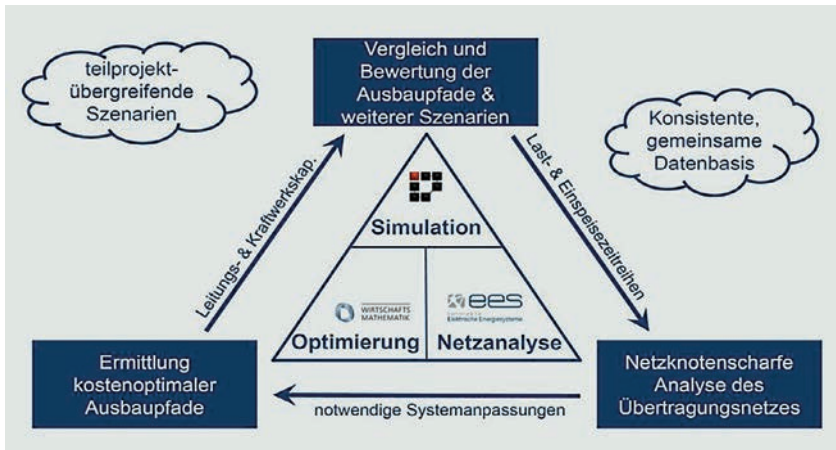 teilprojekt-
übergreifende
Szenarien
Vergleich und
Bewertung der
Ausbaupfade &
weiterer Szenarien
Konsistente,
gemeinsame
Datenbasis
Leitungs- & Kraftwerkskap.
Last- & Einspeisezeitreihen
Simulation
WIRTSCHAFTS
MATHEMATIK
ees
Elektrische Energiesysteme
Optimierung
Netzanalyse
Ermittlung
kostenoptimaler
Ausbaupfade
notwendige Systemanpassungen
Netzknotenscharfe
Analyse des
Übertragungsnetzes